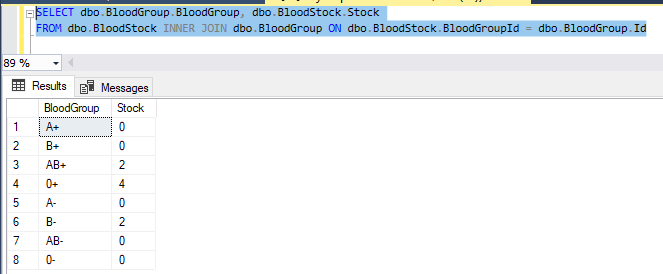 SELECT dbo.BloodGroup.BloodGroup, dbo.BloodStock.Stock
FROM dbo.BloodStock INNER JOIN dbo.BloodGroup ON dbo.BloodStock.BloodGroupId = dbo.BloodGroup.Id
89 %
Results Messages
BloodGroup Stock
1 A+ 0
2 B+ 0
3 AB+ 2
4 0+ 4
5 A- 0
6 B- 2
7 AB- 0
8 0- 0